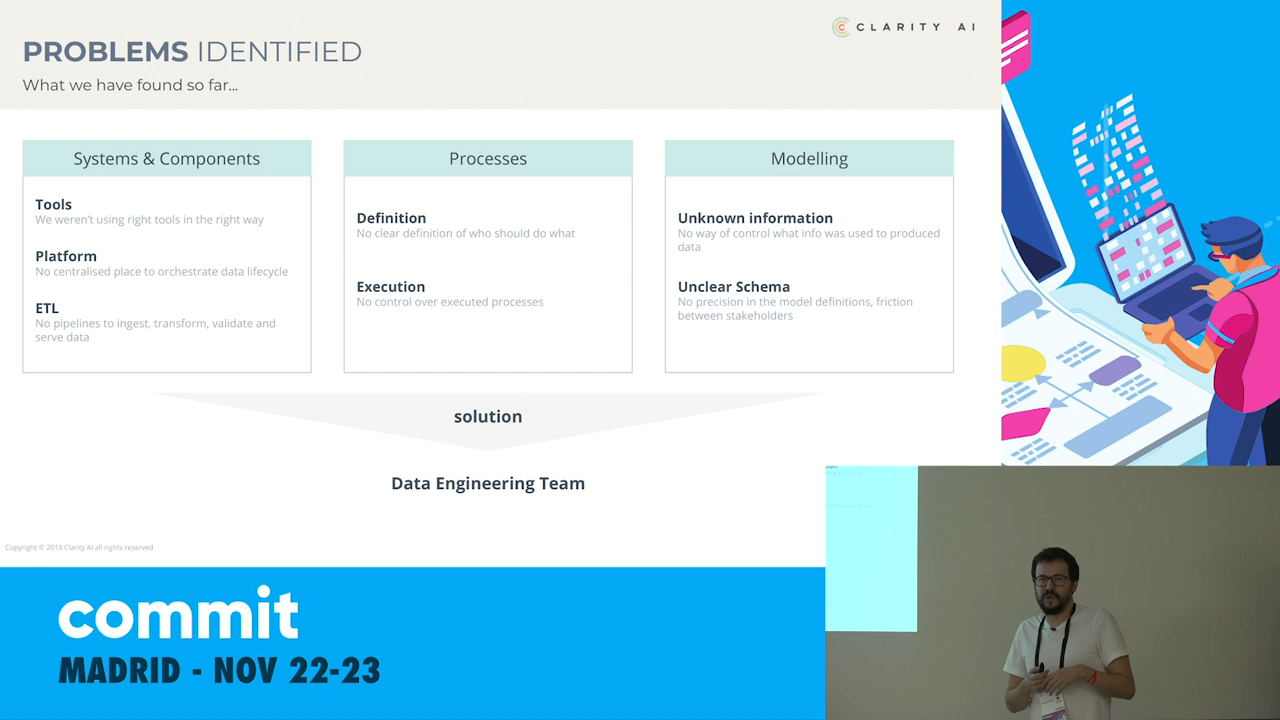 CLARITY AI
PROBLEMS IDENTIFIED
What we have found so far...
Systems & Components
Tools
We weren't using right tools in the right way
Platform
No centralised place to orchestrate data lifecycle
ETL
No pipelines to ingest, transform, validate and
serve data
Processes
Definition
No clear definition of who should do what
Execution
No control over executed processes
Modelling
Unknown information
No way of control what info was used to produced
data
Unclear Schema
No precision in the model definitions, friction
between stakeholders
solution
Data Engineering Team
Copyright © 2019 Clarity AI all rights reserved
commit
MADRID - NOV 22-23